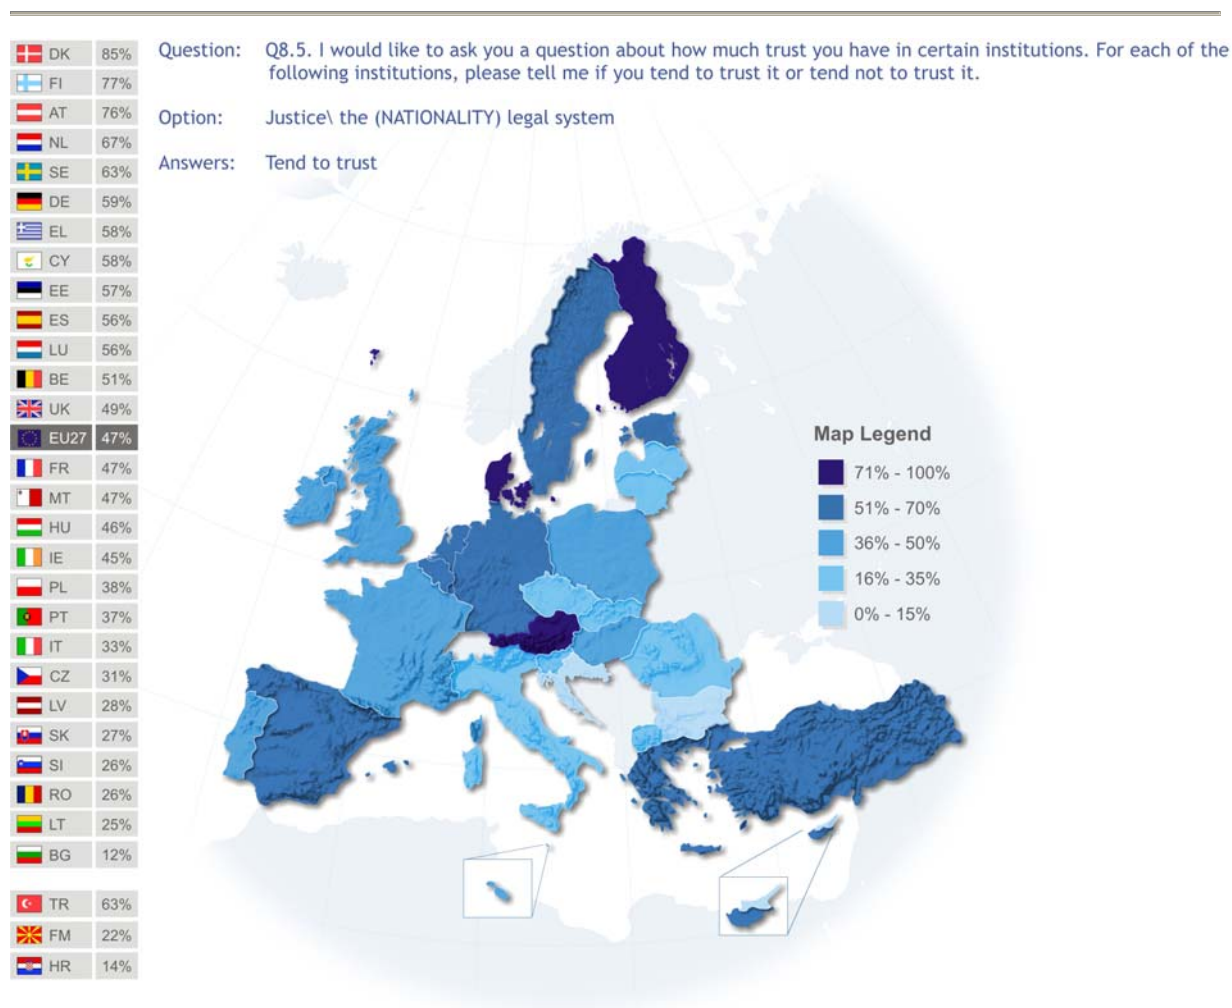 Question: Q8.5. I would like to ask you a question about how much trust you have in certain institutions. For each of the
following institutions, please tell me if you tend to trust it or tend not to trust it.
Option: Justice\ the (NATIONALITY) legal system
Answers: Tend to trust
DK 85%
FI 77%
AT 76%
NL 67%
SE 63%
DE 59%
EL 58%
CY 58%
EE 57%
ES 56%
LU 56%
BE 51%
UK 49%
EU27 47%
FR 47%
MT 47%
HU 46%
IE 45%
PL 38%
PT 37%
IT 33%
CZ 31%
LV 28%
SK 27%
SI 26%
RO 26%
LT 25%
BG 12%
TR 63%
FM 22%
HR 14%
Map Legend
71% - 100%
51% - 70%
36% - 50%
16% - 35%
0% - 15%